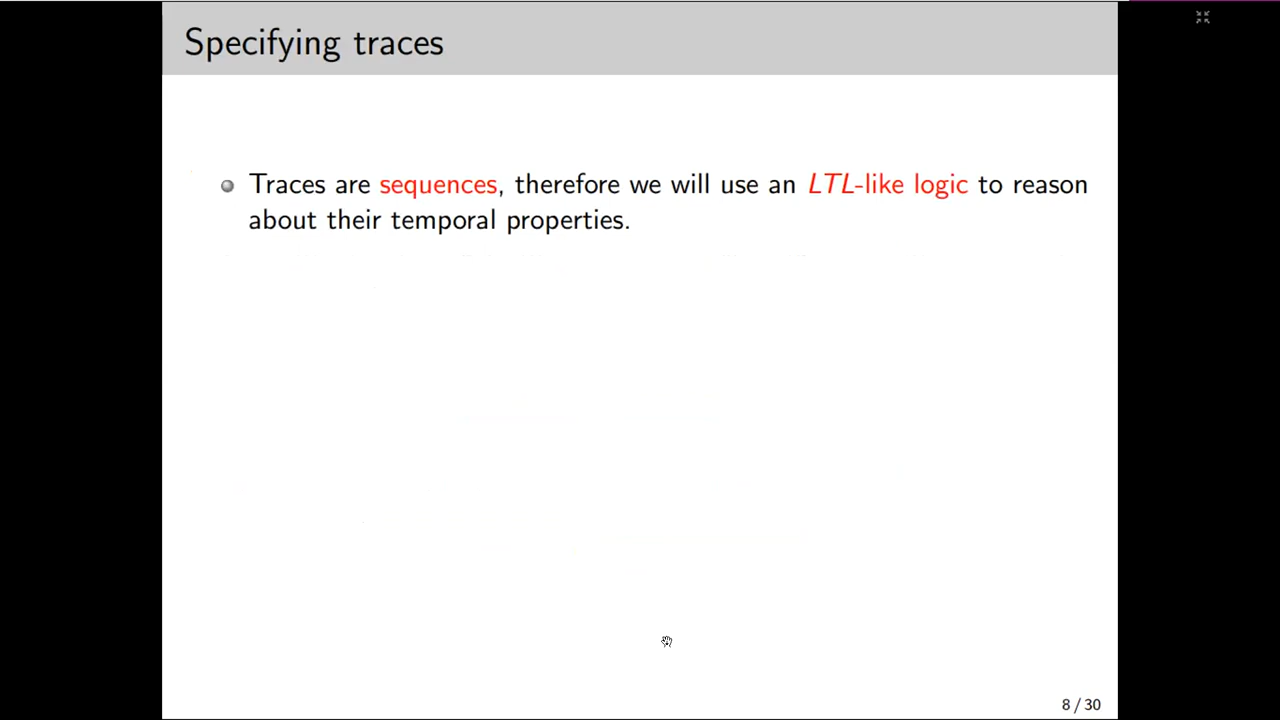 Specifying traces
Traces are sequences, therefore we will use an LTL-like logic to reason
about their temporal properties.
8 / 30